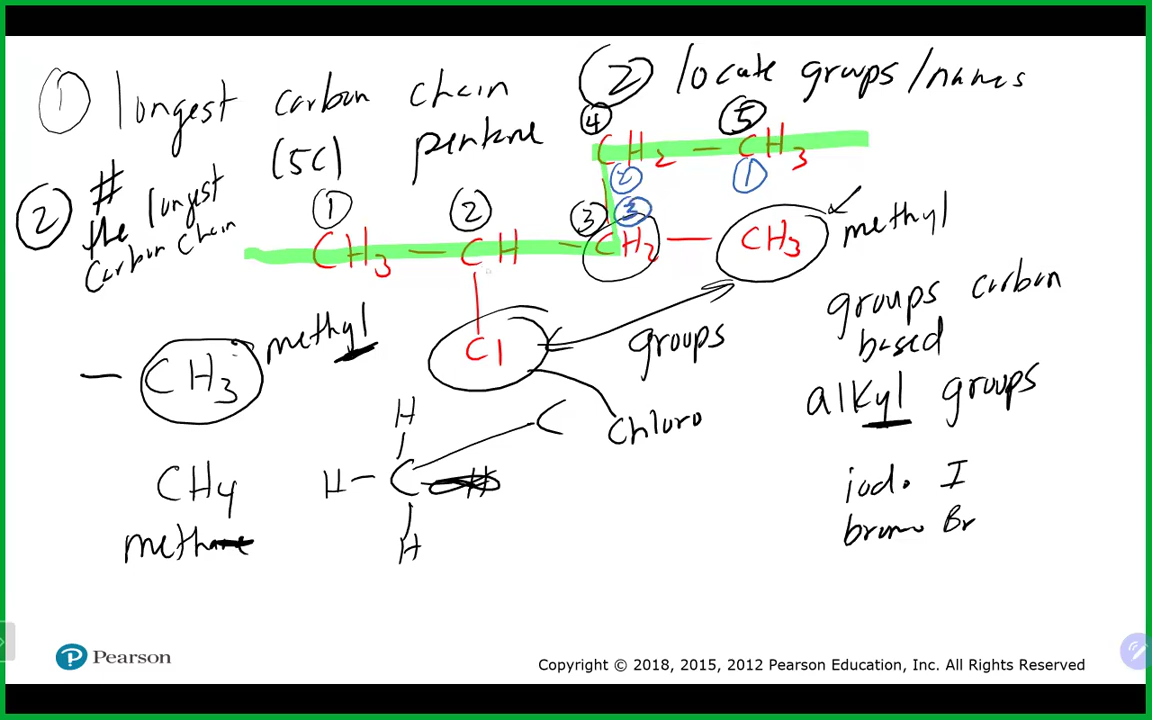 ① longest carbon chain
(5C) pentane
② locate groups/names
② # the longest
Carbon Chain
④ ⑤
CH2 — CH3
② ①
① ② ③ ③
CH3 — CH — CH2 — CH3
methyl
Cl
groups
Chloro
groups carbon
based
alkyl groups
iodo I
bromo Br
— CH3 methyl
CH4
methane
H
H — C — H
C
H
Pearson
Copyright © 2018, 2015, 2012 Pearson Education, Inc. All Rights Reserved